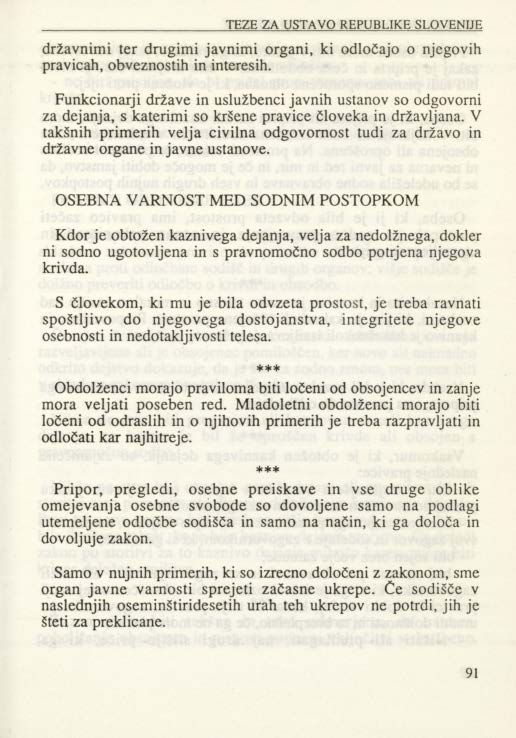 TEZE ZA USTAVO REPUBLIKE SLOVENIJE
državnimi ter drugimi javnimi organi, ki odločajo o njegovih
pravicah, obveznostih in interesih.
Funkcionarji države in uslužbenci javnih ustanov so odgovorni
za dejanja, s katerimi so kršene pravice človeka in državljana. V
takšnih primerih velja civilna odgovornost tudi za državo in
državne organe in javne ustanove.
OSEBNA VARNOST MED SODNIM POSTOPKOM
Kdor je obtožen kaznivega dejanja, velja za nedolžnega, dokler
ni sodno ugotovljena in s pravnomočno sodbo potrjena njegova
krivda.
S človekom, ki mu je bila odvzeta prostost, je treba ravnati
spoštljivo do njegovega dostojanstva, integritete njegove
osebnosti in nedotakljivosti telesa.
***
Obdolženci morajo praviloma biti ločeni od obsojencev in zanje
mora veljati poseben red. Mladoletni obdolženci morajo biti
ločeni od odraslih in o njihovih primerih je treba razpravljati in
odločati kar najhitreje.
***
Pripor, pregledi, osebne preiskave in vse druge oblike
omejevanja osebne svobode so dovoljene samo na podlagi
utemeljene odločbe sodišča in samo na način, ki ga določa in
dovoljuje zakon.
Samo v nujnih primerih, ki so izrecno določeni z zakonom, sme
organ javne varnosti sprejeti začasne ukrepe. Če sodišče v
naslednjih oseminštiridesetih urah teh ukrepov ne potrdi, jih je
šteti za preklicane.
91